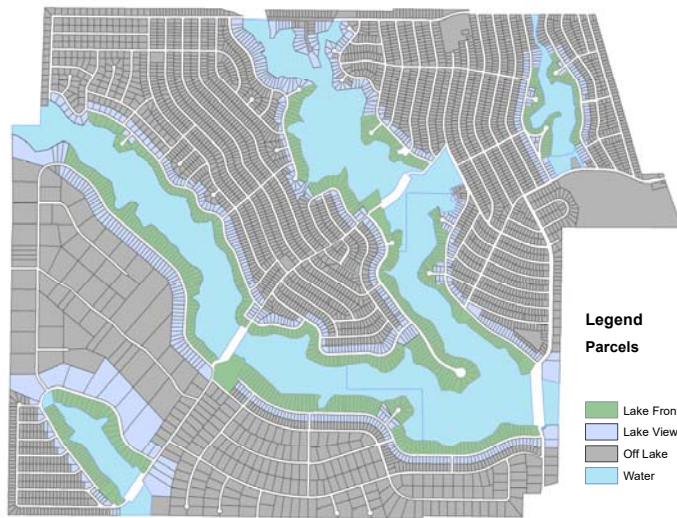 Legend
Parcels
Lake Fron
Lake View
Off Lake
Water